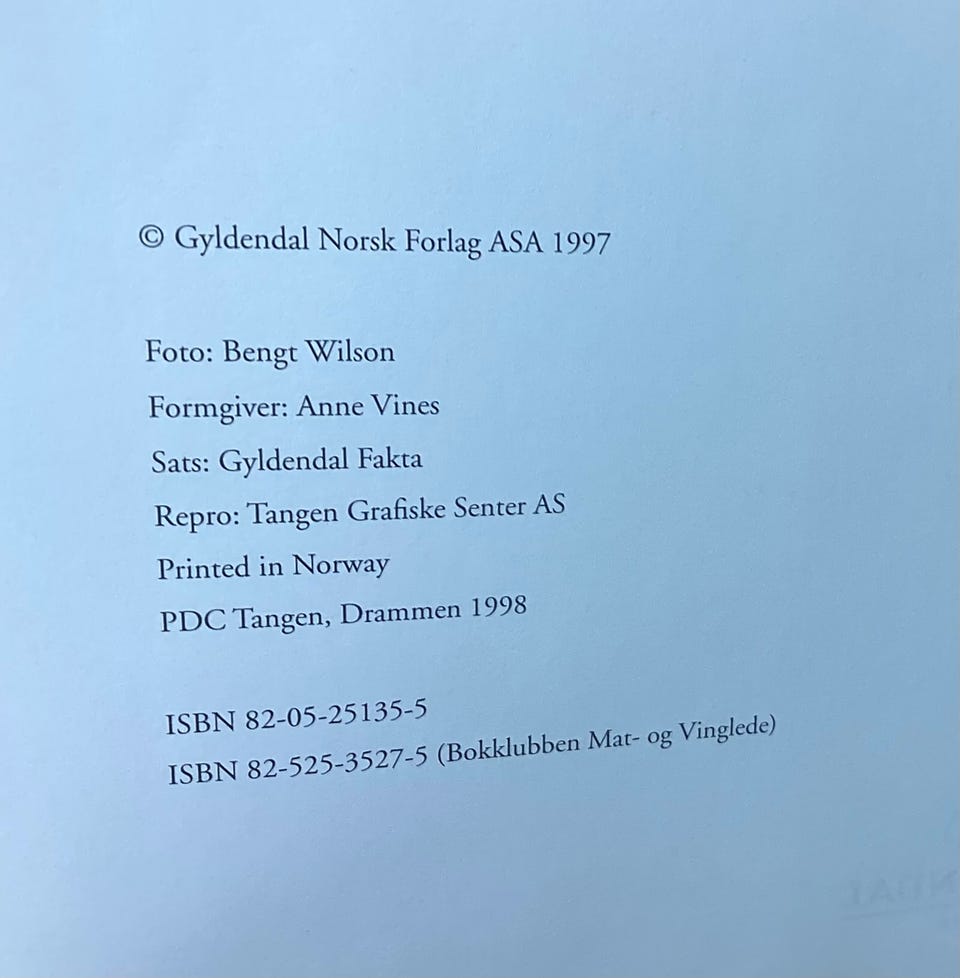 © Gyldendal Norsk Forlag ASA 1997
Foto: Bengt Wilson
Formgiver: Anne Vines
Sats: Gyldendal Fakta
Repro: Tangen Grafiske Senter AS
Printed in Norway
PDC Tangen, Drammen 1998
ISBN 82-05-25135-5
ISBN 82-525-3527-5 (Bokklubben Mat- og Vinglede)